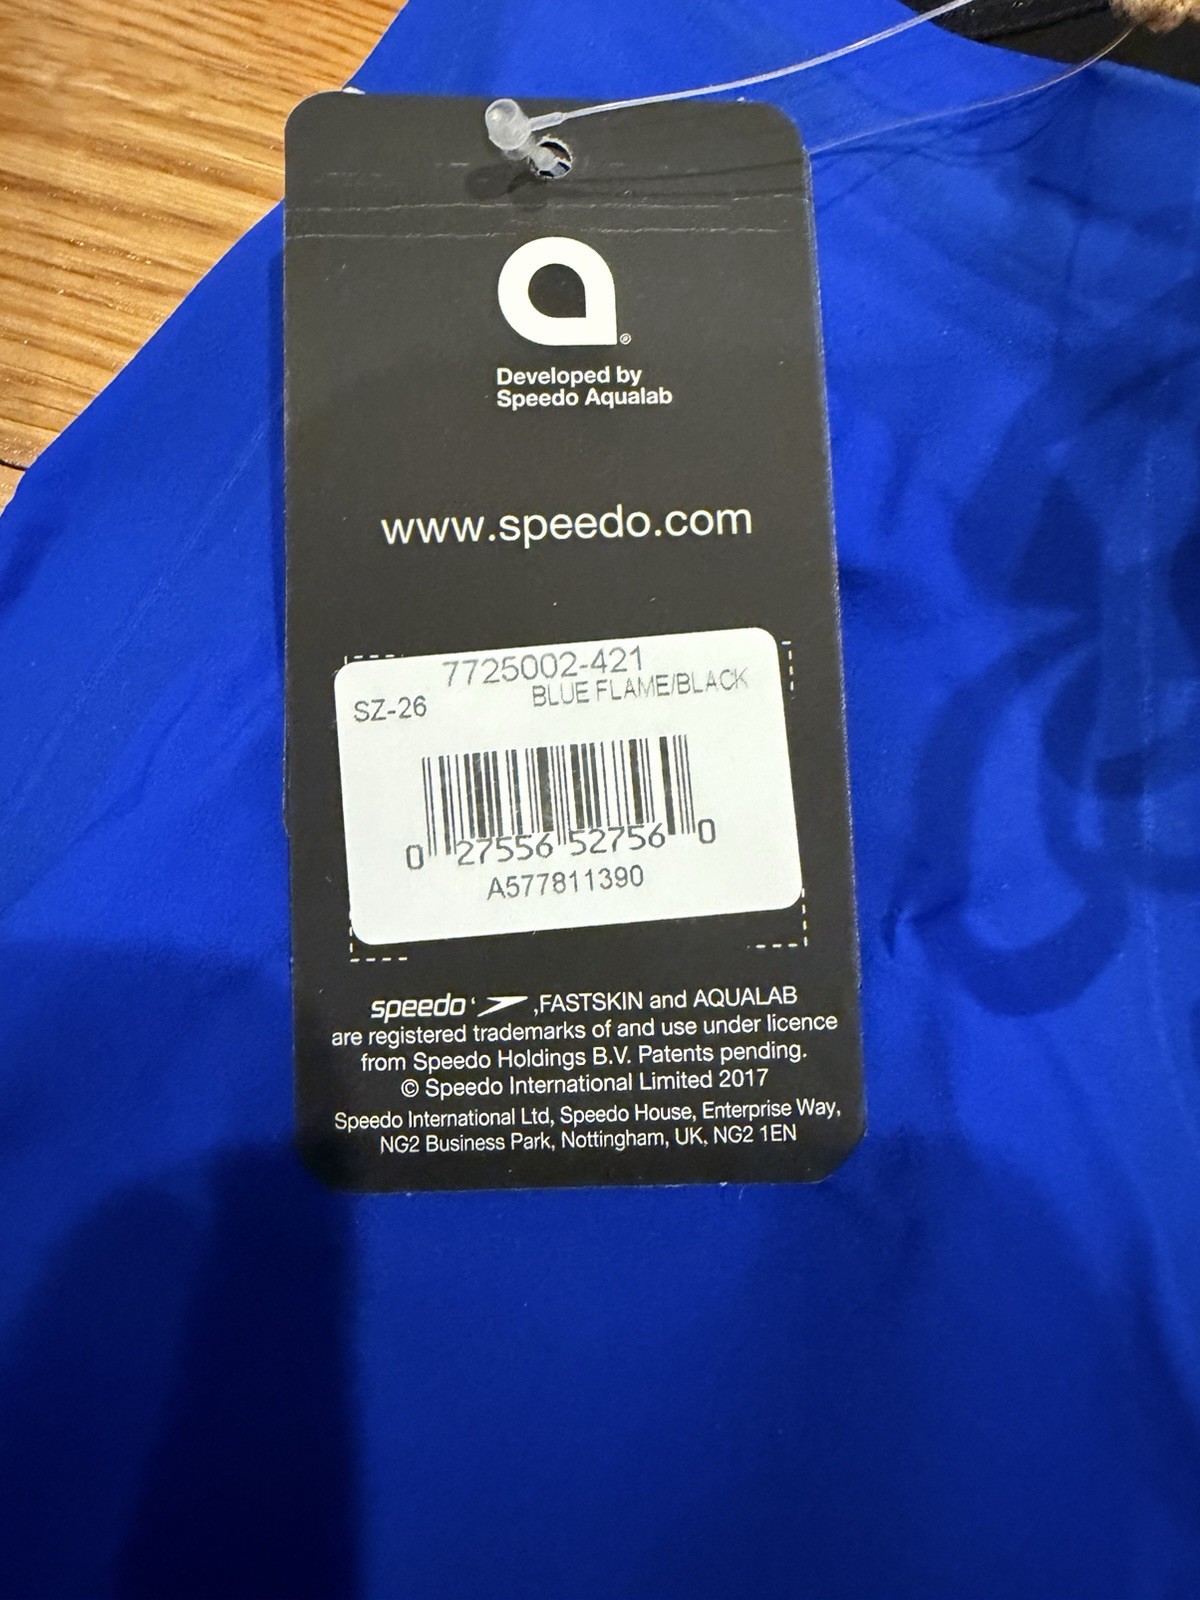 ®
Developed by
Speedo Aqualab
www.speedo.com
7725002-421
BLUE FLAME/BLACK
SZ-26
0 27556 52756 0
A577811390
speedo ,FASTSKIN and AQUALAB
are registered trademarks of and use under licence
from Speedo Holdings B.V. Patents pending.
© Speedo International Limited 2017
Speedo International Ltd, Speedo House, Enterprise Way,
NG2 Business Park, Nottingham, UK, NG2 1EN